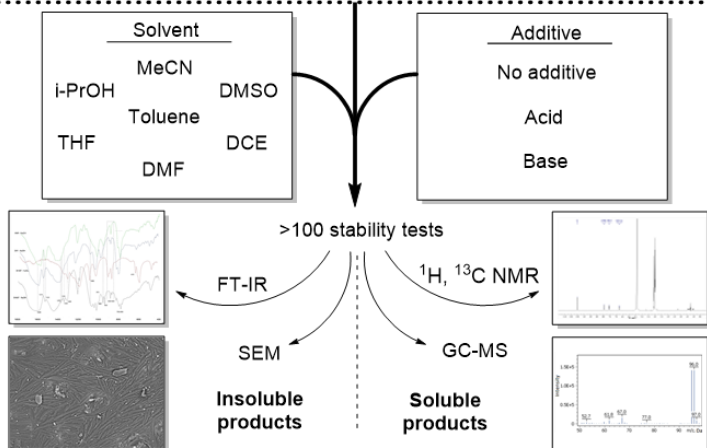 Solvent
MeCN
i-PrOH
DMSO
Toluene
THF
DCE
DMF
Additive
No additive
Acid
Base
>100 stability tests
FT-IR
¹H, ¹³C NMR
SEM
GC-MS
Insoluble
products
Soluble
products